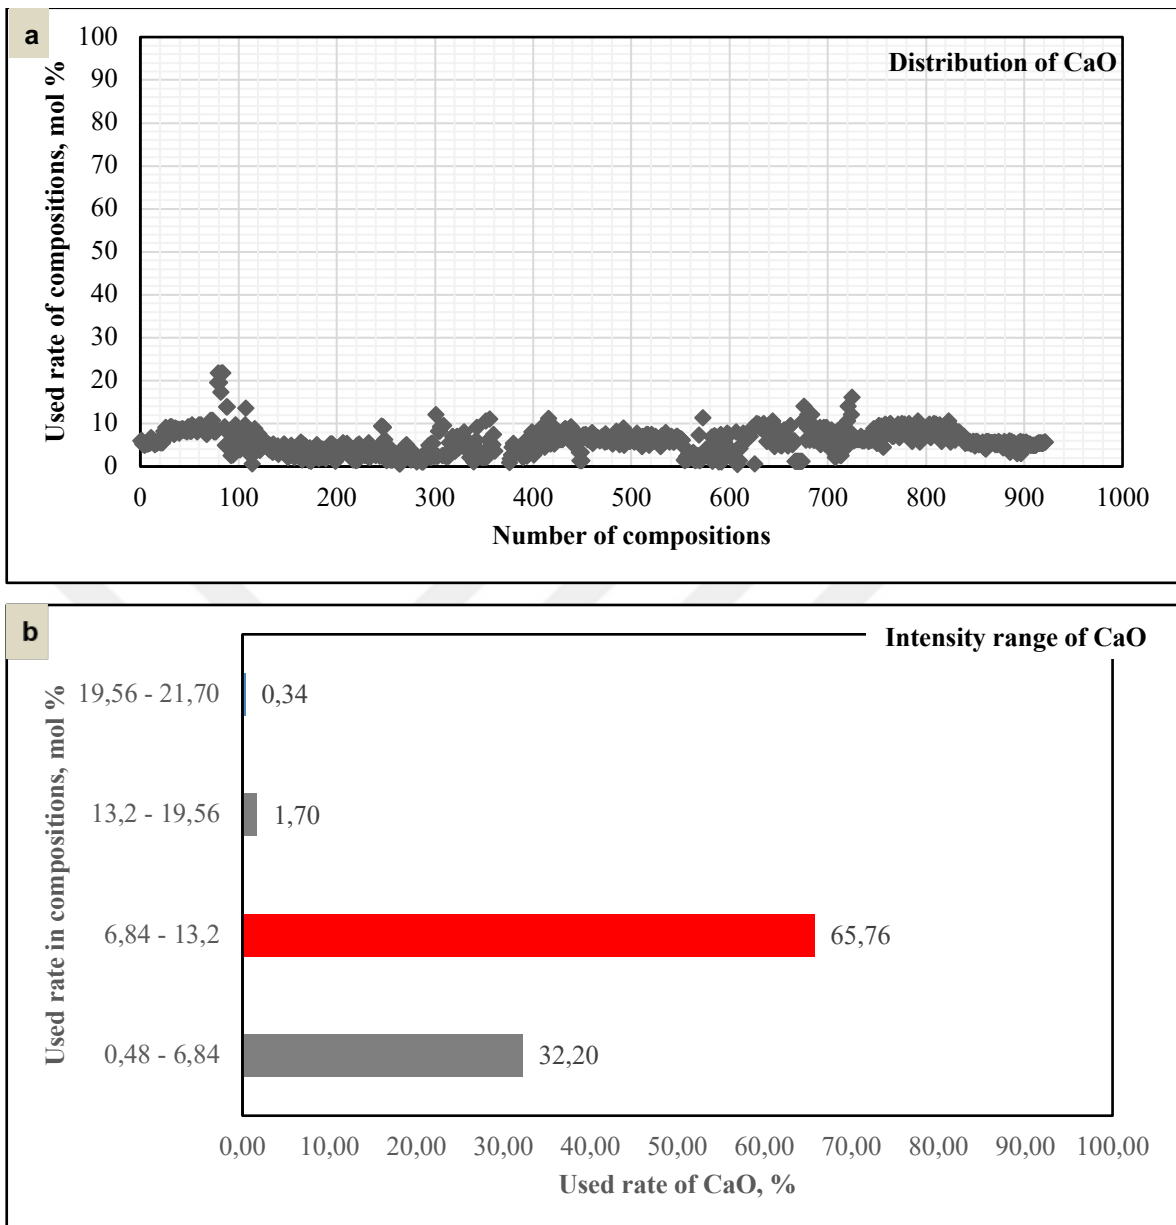 a
Distribution of CaO
Used rate of compositions, mol %
100
90
80
70
60
50
40
30
20
10
0
0 100 200 300 400 500 600 700 800 900 1000
Number of compositions
b
Intensity range of CaO
Used rate in compositions, mol %
19,56 - 21,70 0,34
13,2 - 19,56 1,70
6,84 - 13,2 65,76
0,48 - 6,84 32,20
0,00 10,00 20,00 30,00 40,00 50,00 60,00 70,00 80,00 90,00 100,00
Used rate of CaO, %